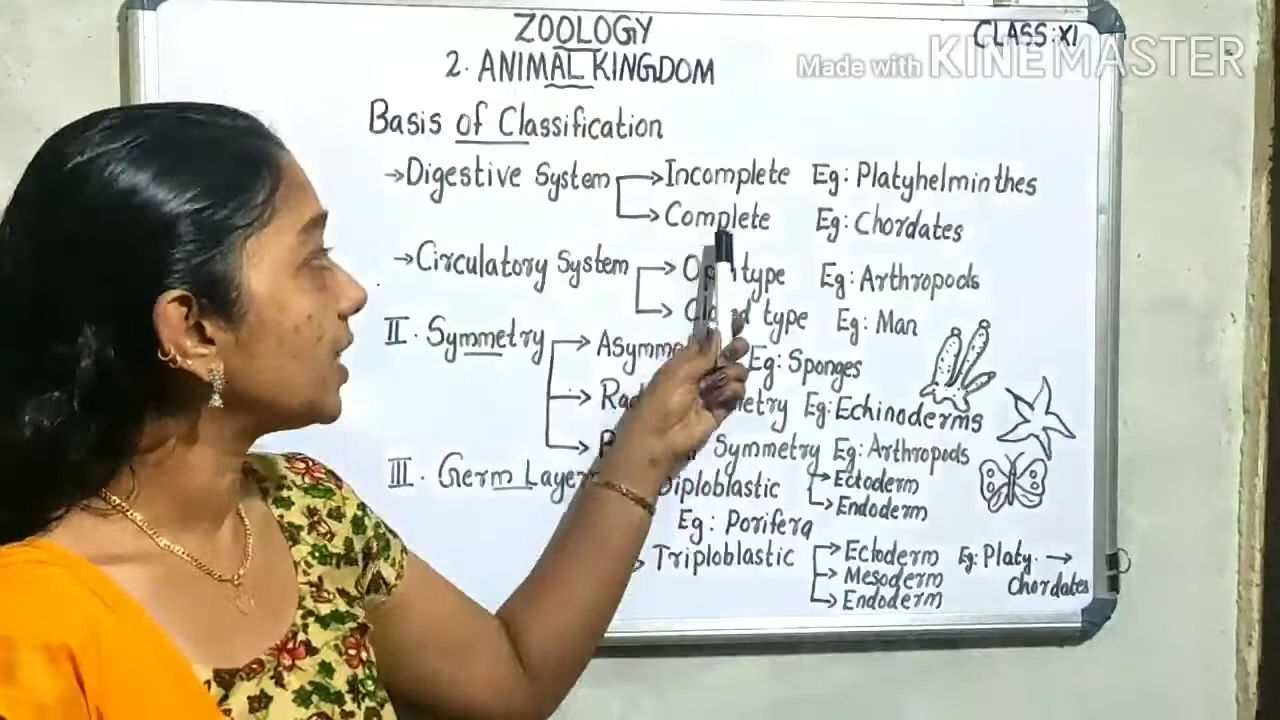 ZOOLOGY
CLASS: XI
Made with KINEMASTER
2. ANIMAL KINGDOM
Basis of Classification
→Digestive System →Incomplete Eg: Platyhelminthes
→Complete Eg: Chordates
→Circulatory System → type Eg: Arthropods
→ type Eg: Man
II. Symmetry → Eg: Sponges
→ Eg: Echinoderms
→ Symmetry Eg: Arthropods
III. Germ Layer Diploblastic →Ectoderm
→Endoderm
Eg: Porifera
Triploblastic →Ectoderm Eg: Platy. →
→Mesoderm Chordates
→Endoderm